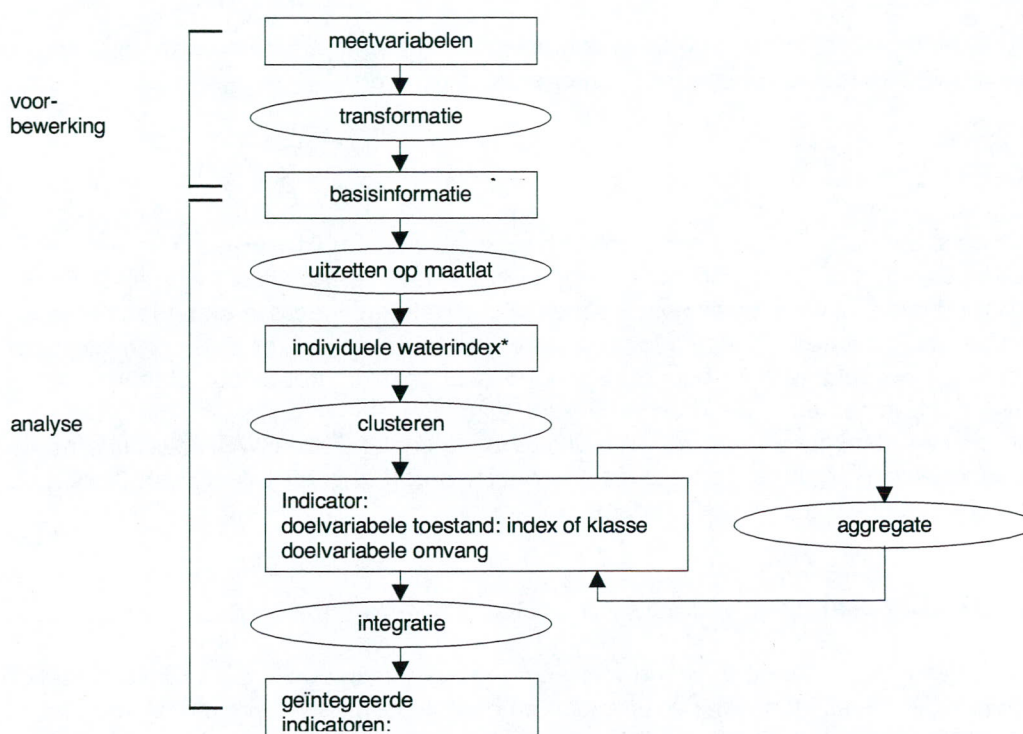 meetvariabelen
voor-
bewerking
transformatie
basisinformatie
uitzetten op maatlat
individuele waterindex*
analyse
clusteren
Indicator:
doelvariabele toestand: index of klasse
doelvariabele omvang
aggregate
integratie
geïntegreerde
indicatoren: